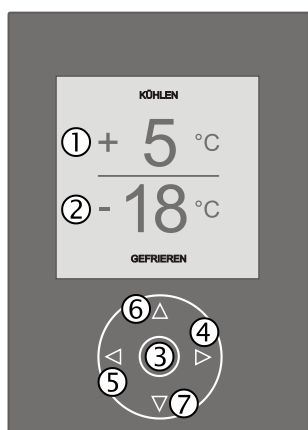 KÜHLEN
① + 5 °C
② - 18 °C
GEFRIEREN
⑥
④
③
⑤
⑦